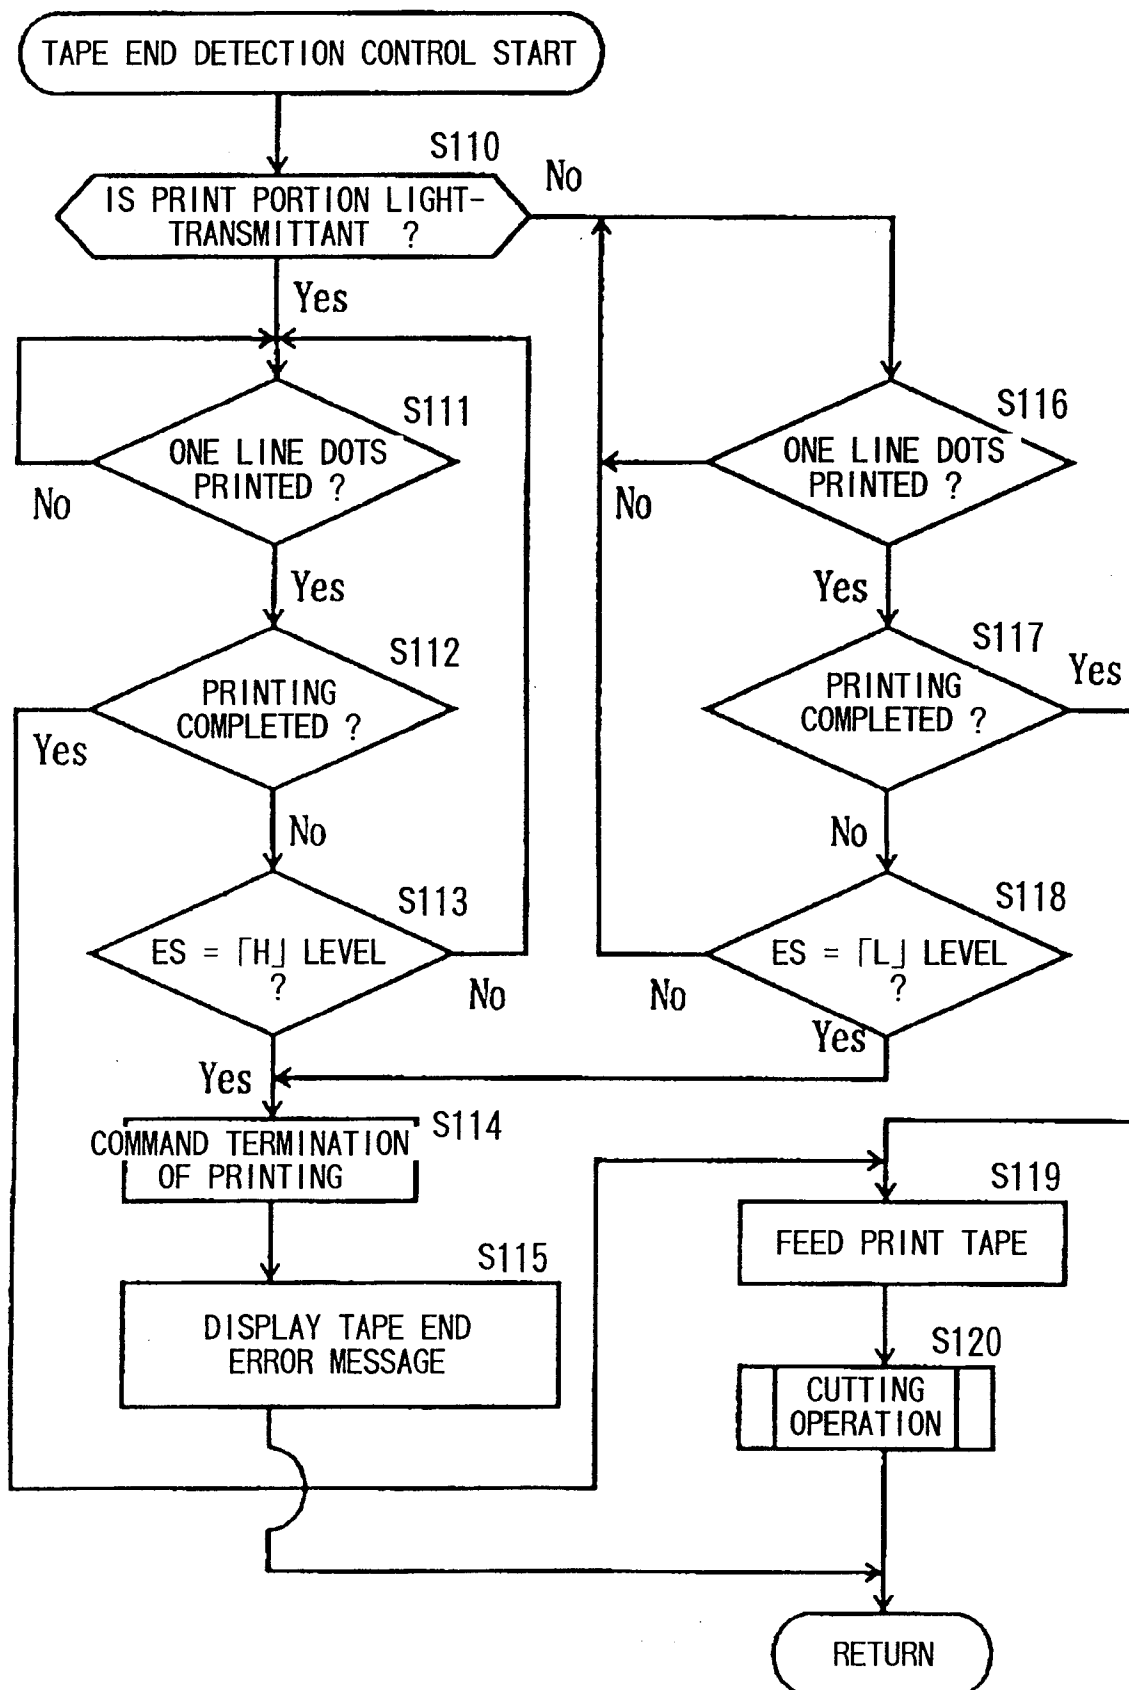 TAPE END DETECTION CONTROL START
S110
No
IS PRINT PORTION LIGHT-
TRANSMITTANT ?
Yes
S111
ONE LINE DOTS
PRINTED ?
No
Yes
S112
PRINTING
COMPLETED ?
Yes
No
S113
ES = ⌈H⌋ LEVEL
?
No
Yes
S114
COMMAND TERMINATION
OF PRINTING
S115
DISPLAY TAPE END
ERROR MESSAGE
S116
ONE LINE DOTS
PRINTED ?
No
Yes
S117
PRINTING
COMPLETED ?
Yes
No
S118
ES = ⌈L⌋ LEVEL
?
No
Yes
S119
FEED PRINT TAPE
S120
CUTTING
OPERATION
RETURN